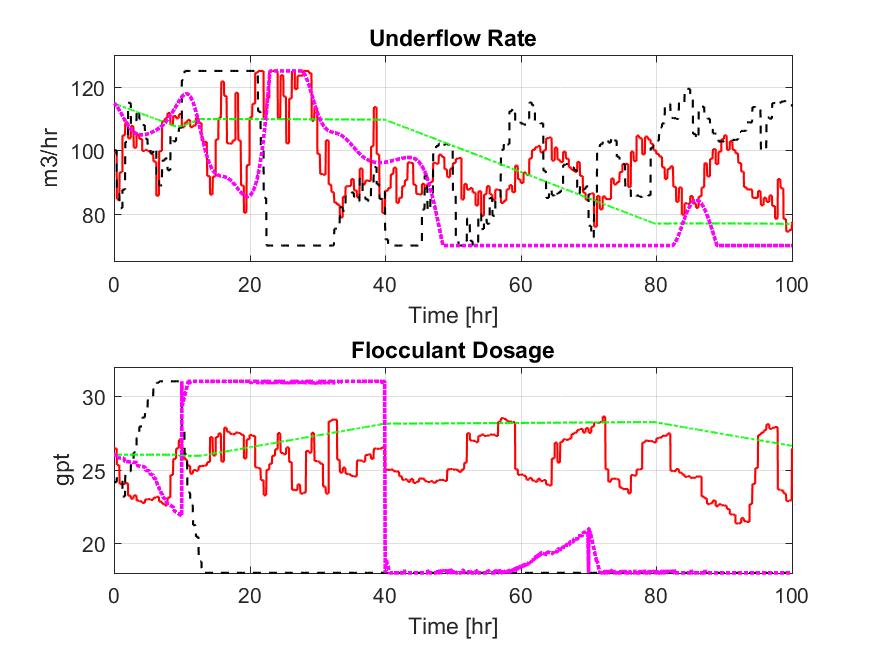 Underflow Rate
120
100
80
m3/hr
0 20 40 60 80 100
Time [hr]
Flocculant Dosage
30
25
20
gpt
0 20 40 60 80 100
Time [hr]